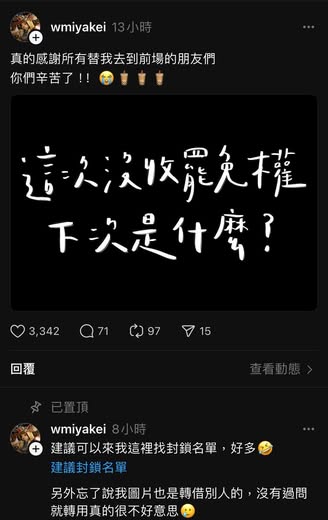 wmiyakei 13小時
真的感謝所有替我去到前場的朋友們
你們辛苦了!! 😭🧋🧋🧋
這次沒收罷免權
下次是什麼?
3,342 71 97 15
回覆 查看動態
已置頂
wmiyakei 8小時
建議可以來我這裡找封鎖名單,好多🤣
建議封鎖名單
另外忘了說我圖片也是轉借別人的,沒有過問
就轉用真的很不好意思🥲